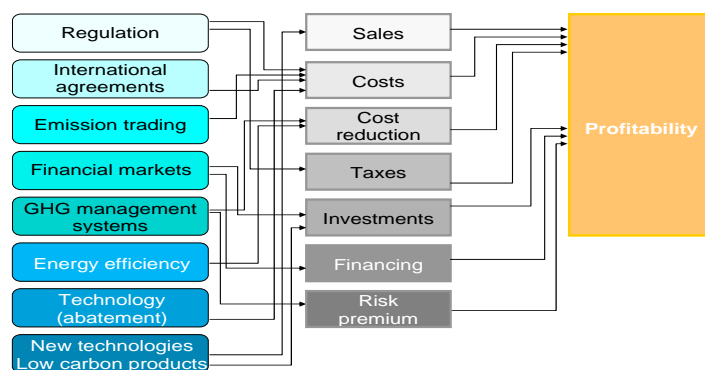 Regulation
International
agreements
Emission trading
Financial markets
GHG management
systems
Energy efficiency
Technology
(abatement)
New technologies
Low carbon products
Sales
Costs
Cost
reduction
Taxes
Investments
Financing
Risk
premium
Profitability